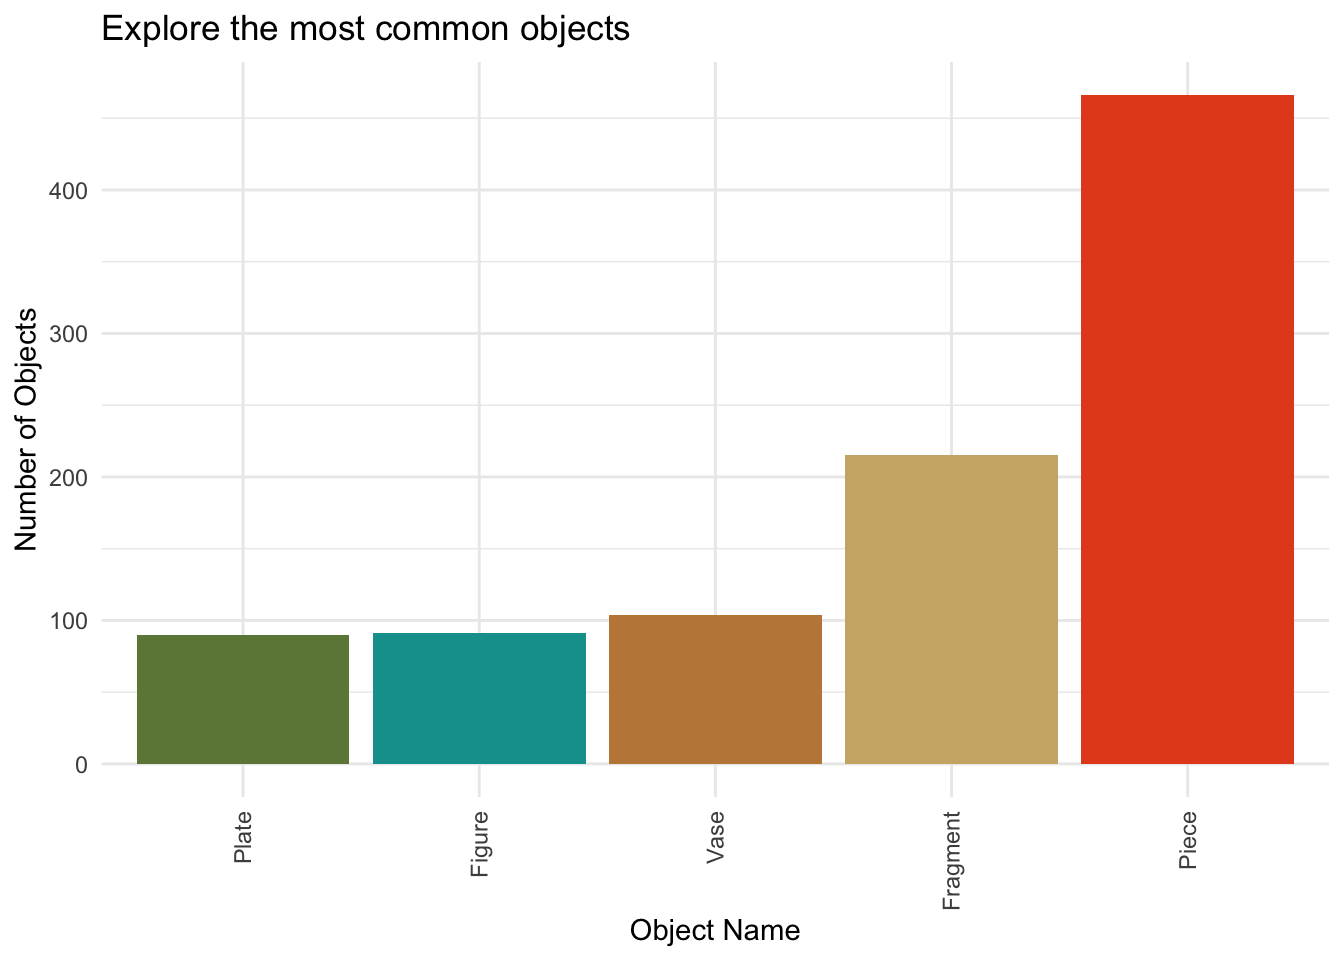 Explore the most common objects
Number of Objects
400
300
200
100
0
Plate
Figure
Vase
Fragment
Piece
Object Name